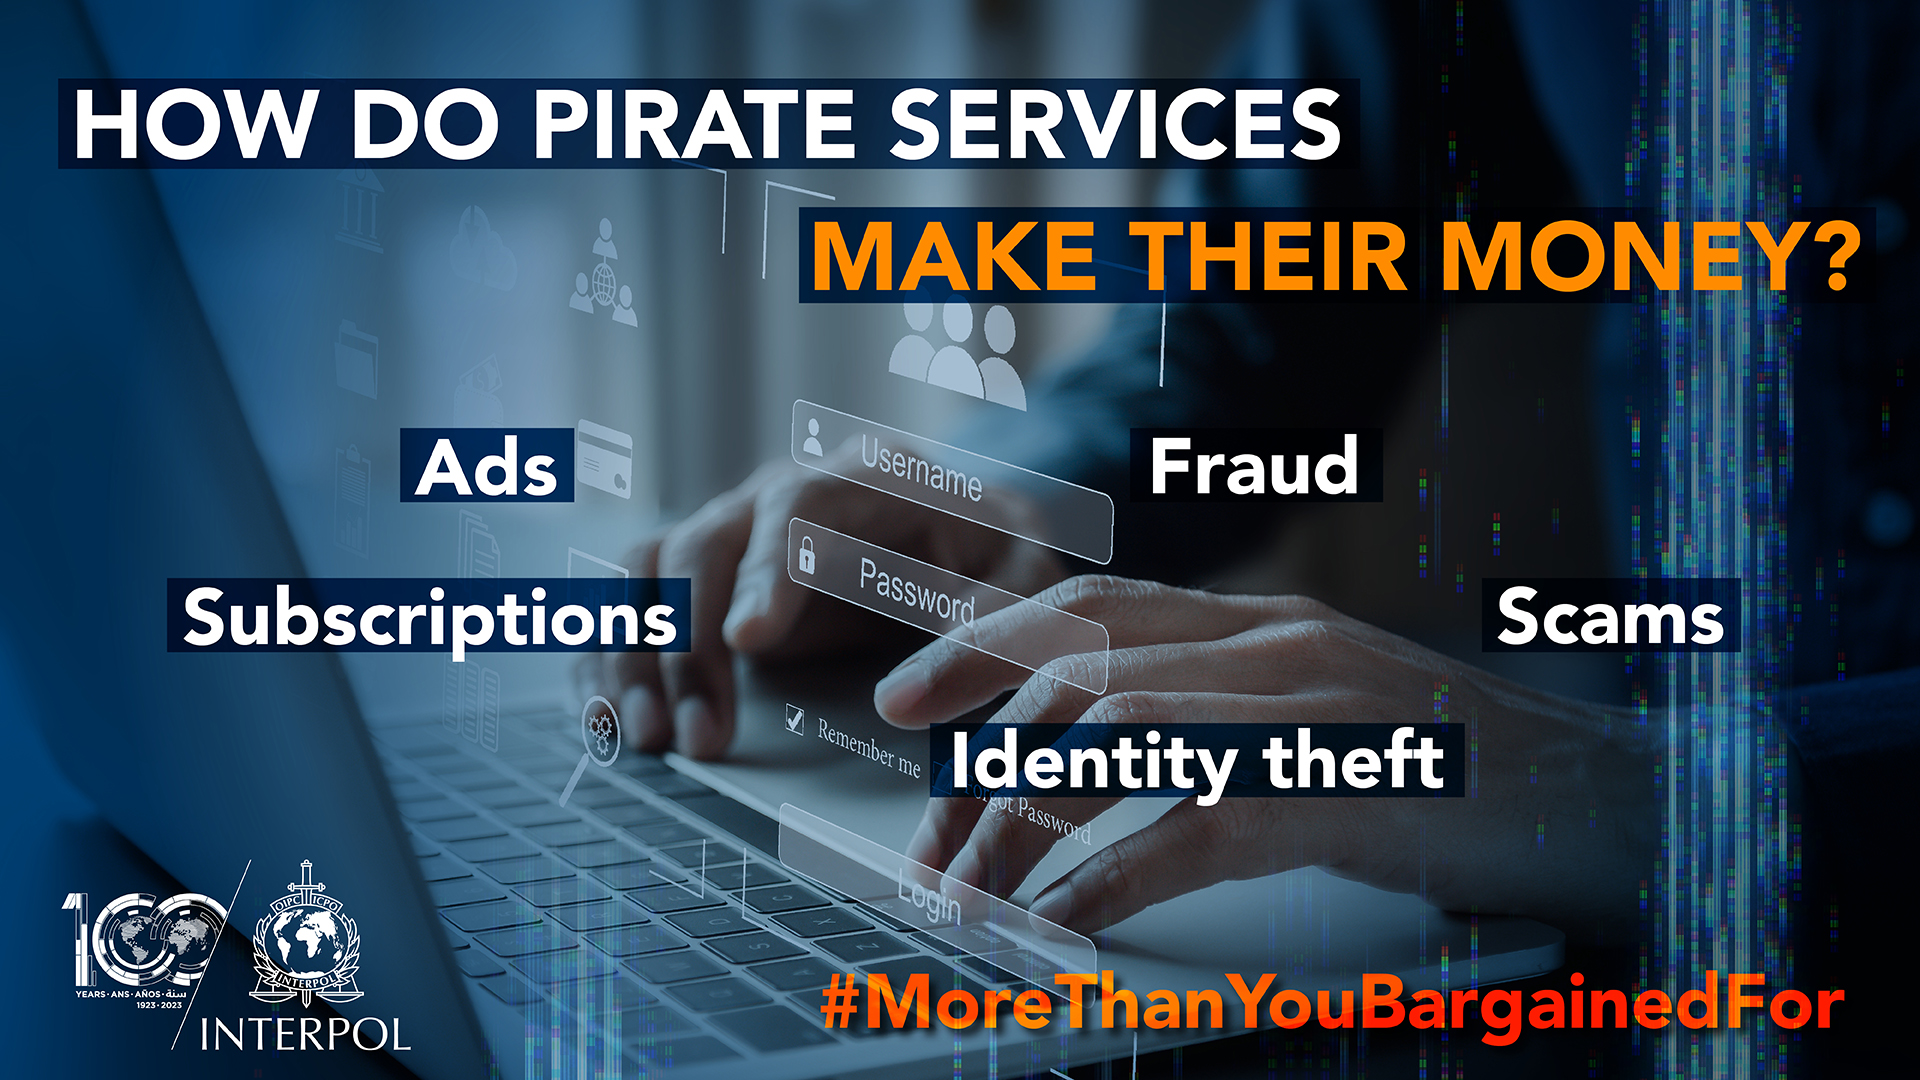 HOW DO PIRATE SERVICES
MAKE THEIR MONEY?
Ads
Fraud
Username
Password
Subscriptions
Scams
Remember me
Identity theft
Forgot Password
Login
100
YEARS · ANS · AÑOS · سنة
1923 · 2023
OIPC ICPO
INTERPOL
INTERPOL
#MoreThanYouBargainedFor